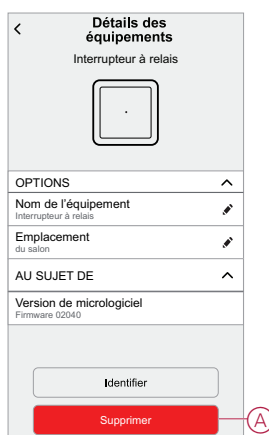 Détails des
équipements
Interrupteur à relais
OPTIONS
Nom de l'équipement
Interrupteur à relais
Emplacement
du salon
AU SUJET DE
Version de micrologiciel
Firmware 02040
Identifier
Supprimer
A